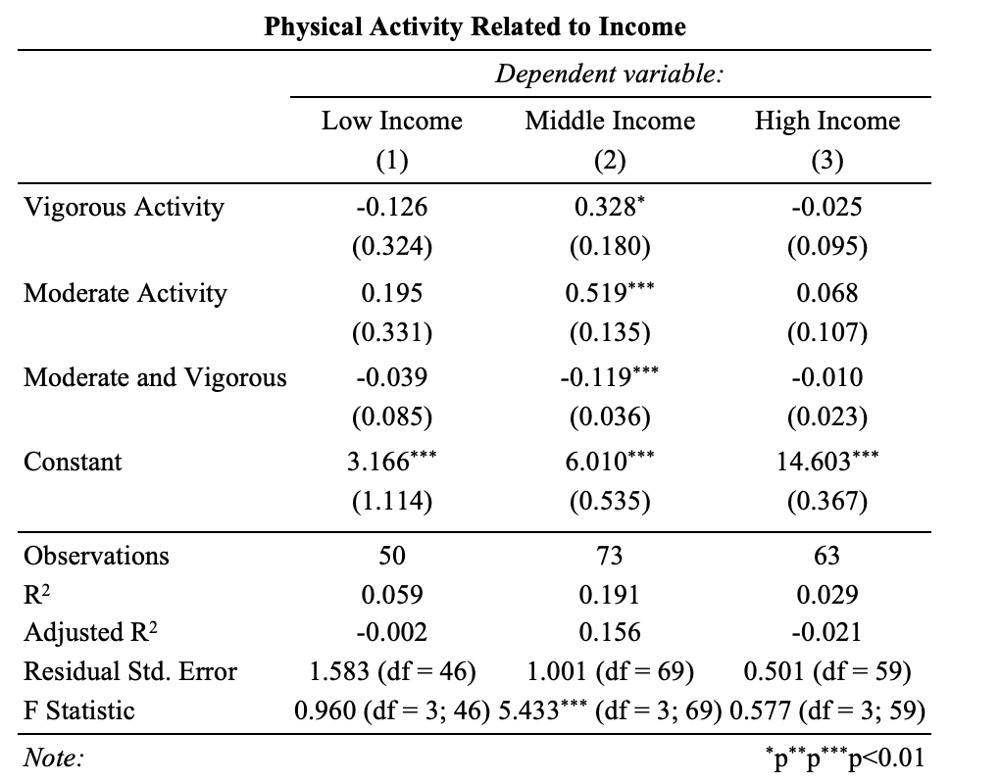 Physical Activity Related to Income
Dependent variable:
Low Income Middle Income High Income
(1) (2) (3)
Vigorous Activity -0.126 0.328* -0.025
(0.324) (0.180) (0.095)
Moderate Activity 0.195 0.519*** 0.068
(0.331) (0.135) (0.107)
Moderate and Vigorous -0.039 -0.119*** -0.010
(0.085) (0.036) (0.023)
Constant 3.166*** 6.010*** 14.603***
(1.114) (0.535) (0.367)
Observations 50 73 63
R² 0.059 0.191 0.029
Adjusted R² -0.002 0.156 -0.021
Residual Std. Error 1.583 (df = 46) 1.001 (df = 69) 0.501 (df = 59)
F Statistic 0.960 (df = 3; 46) 5.433*** (df = 3; 69) 0.577 (df = 3; 59)
Note: *p**p***p<0.01